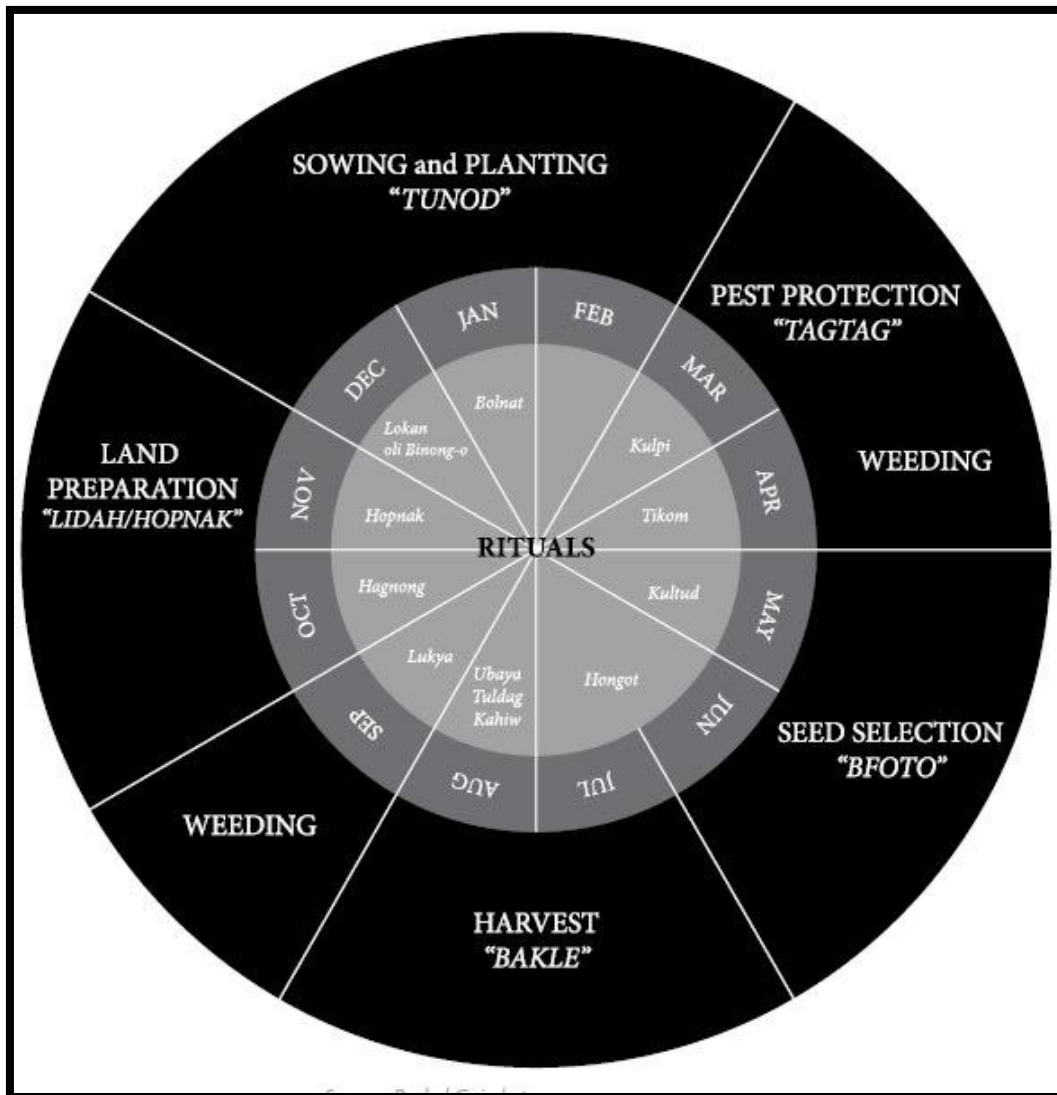 SOWING and PLANTING
“TUNOD”
PEST PROTECTION
“TAGTAG”
WEEDING
SEED SELECTION
“BFOTO”
HARVEST
“BAKLE”
WEEDING
LAND
PREPARATION
“LIDAH/HOPNAK”
JAN
FEB
MAR
APR
MAY
JUN
JUL
AUG
SEP
OCT
NOV
DEC
Bolnat
Kulpi
Tikom
Kultud
Hongot
Ubaya
Tuldag
Kahiw
Lukya
Hagnong
Hopnak
Lokan
oli Binong-o
RITUALS